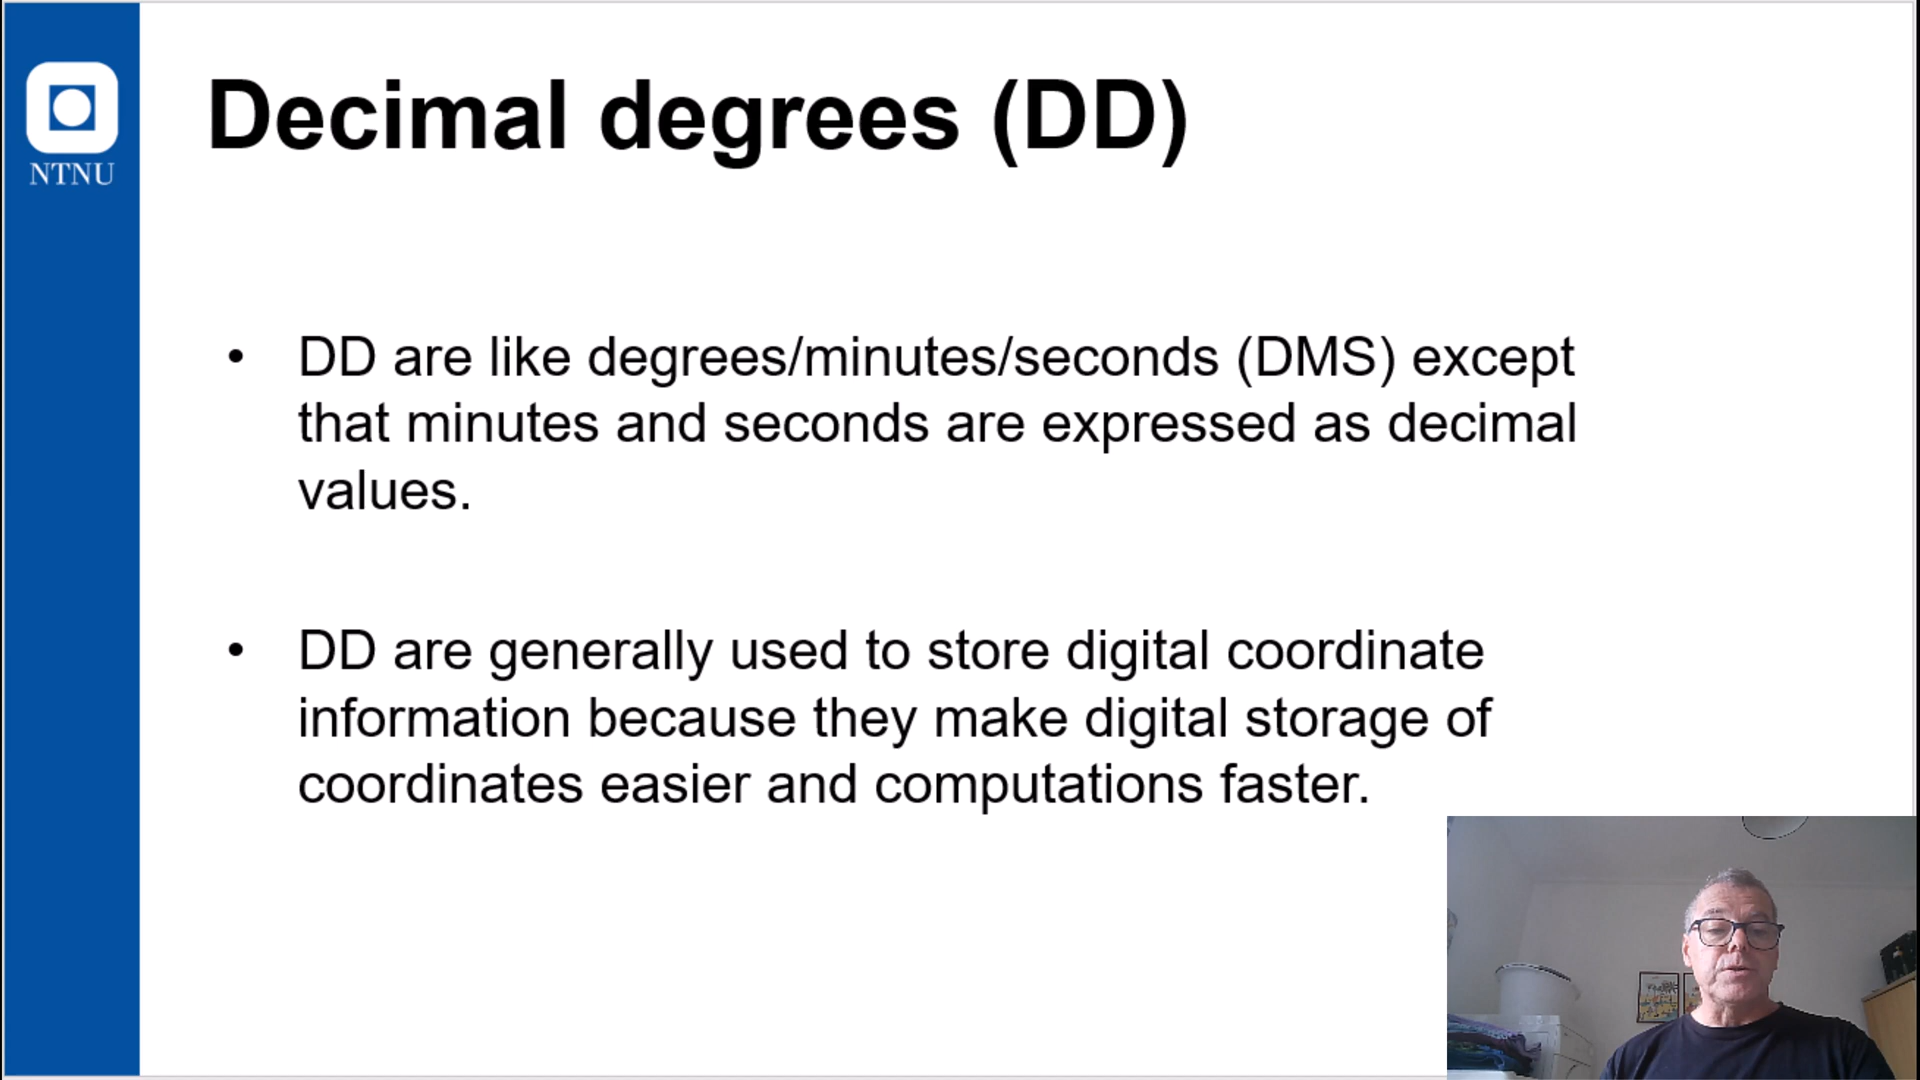 NTNU
Decimal degrees (DD)
• DD are like degrees/minutes/seconds (DMS) except
that minutes and seconds are expressed as decimal
values.
• DD are generally used to store digital coordinate
information because they make digital storage of
coordinates easier and computations faster.